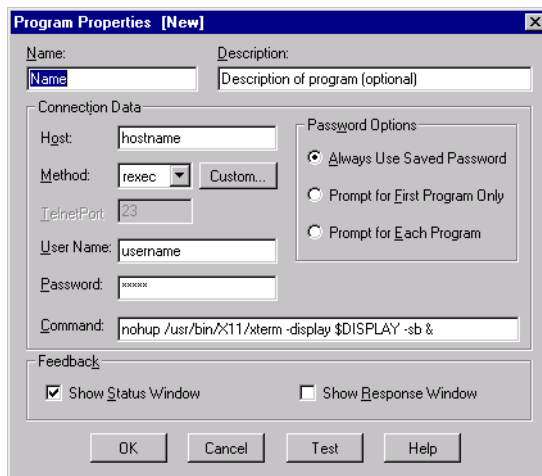 Program Properties [New]
Name:
Description:
Name
Description of program (optional)
Connection Data
Host:
hostname
Method:
rexec
Custom...
TelnetPort
23
User Name:
username
Password:
*****
Password Options
Always Use Saved Password
Prompt for First Program Only
Prompt for Each Program
Command:
nohup /usr/bin/X11/xterm -display $DISPLAY -sb &
Feedback
Show Status Window
Show Response Window
OK
Cancel
Test
Help